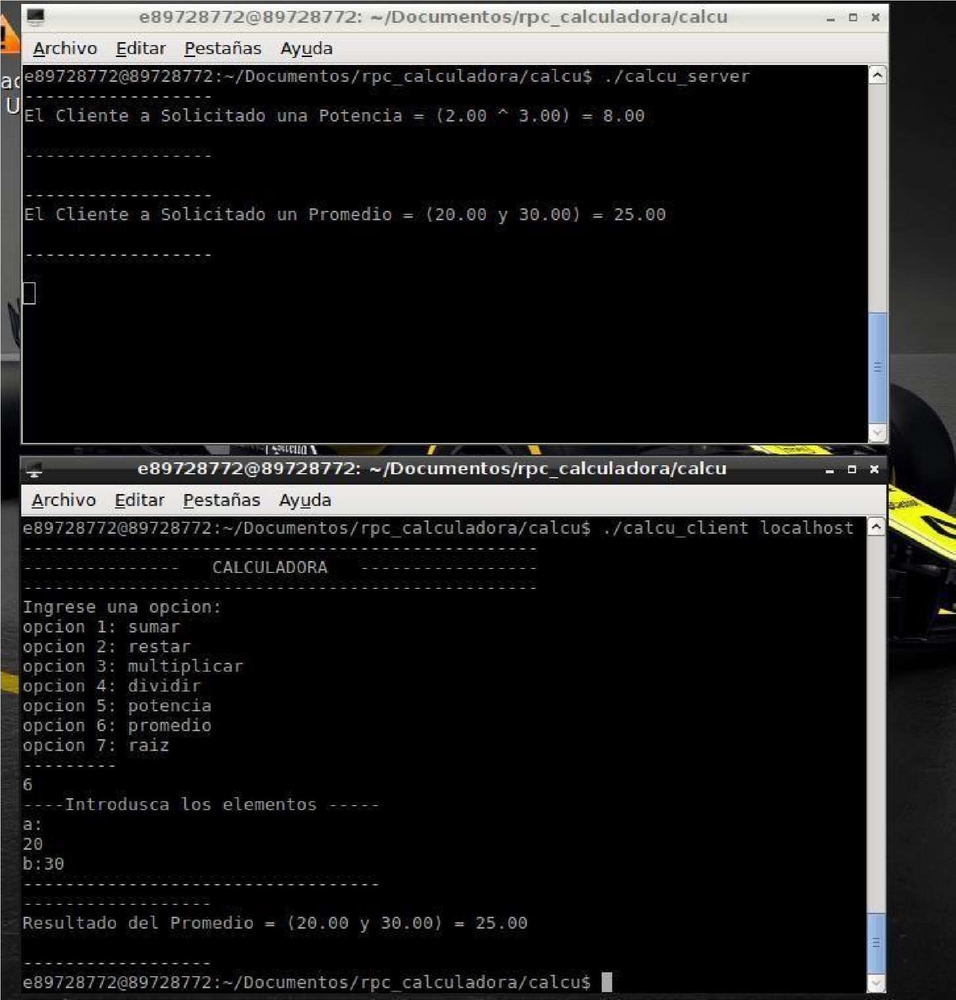 e89728772@89728772: ~/Documentos/rpc_calculadora/calcu
Archivo Editar Pestañas Ayuda
ac
U
e89728772@89728772:~/Documentos/rpc_calculadora/calcu$ ./calcu_server
------------------
El Cliente a Solicitado una Potencia = (2.00 ^ 3.00) = 8.00
------------------
------------------
El Cliente a Solicitado un Promedio = (20.00 y 30.00) = 25.00
------------------
e89728772@89728772: ~/Documentos/rpc_calculadora/calcu
Archivo Editar Pestañas Ayuda
e89728772@89728772:~/Documentos/rpc_calculadora/calcu$ ./calcu_client localhost
-------------------------------------------------
---------------- CALCULADORA -----------------
-------------------------------------------------
Ingrese una opcion:
opcion 1: sumar
opcion 2: restar
opcion 3: multiplicar
opcion 4: dividir
opcion 5: potencia
opcion 6: promedio
opcion 7: raiz
---------
6
----Introdusca los elementos -----
a:
20
b:30
----------------------------------
------------------
Resultado del Promedio = (20.00 y 30.00) = 25.00
------------------
e89728772@89728772:~/Documentos/rpc_calculadora/calcu$